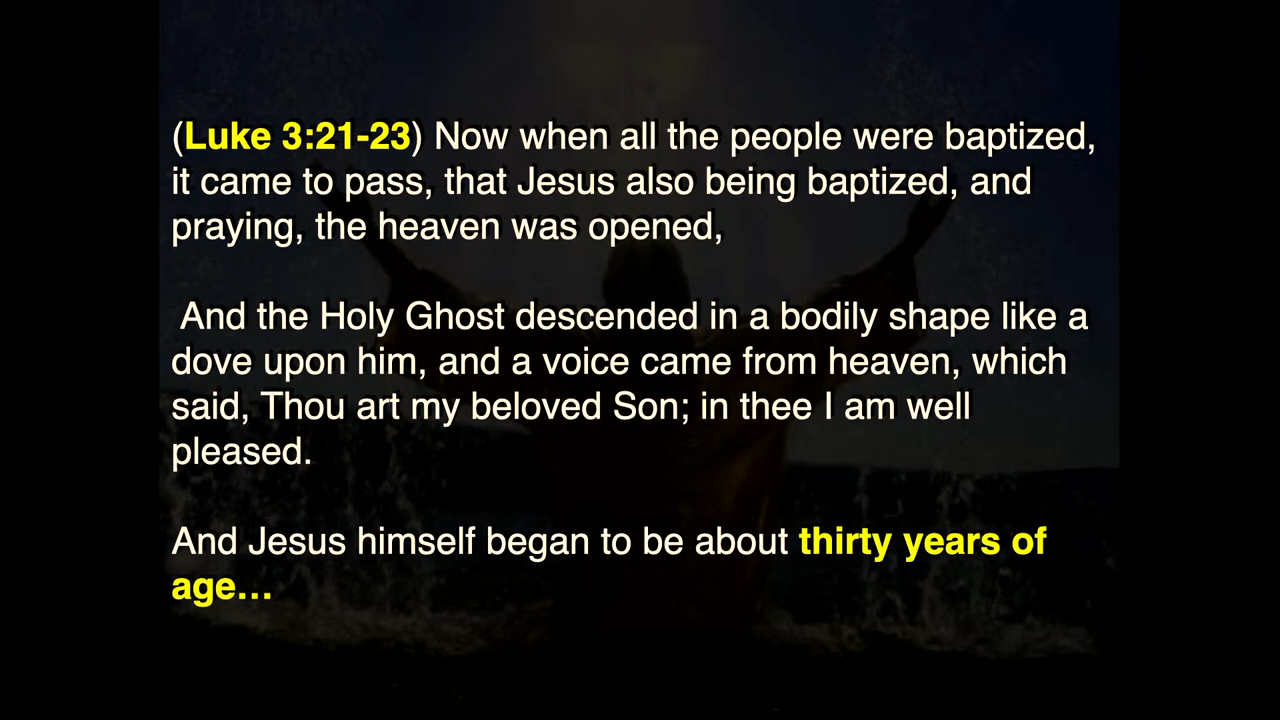 (Luke 3:21-23) Now when all the people were baptized,
it came to pass, that Jesus also being baptized, and
praying, the heaven was opened,
And the Holy Ghost descended in a bodily shape like a
dove upon him, and a voice came from heaven, which
said, Thou art my beloved Son; in thee I am well
pleased.
And Jesus himself began to be about thirty years of
age...